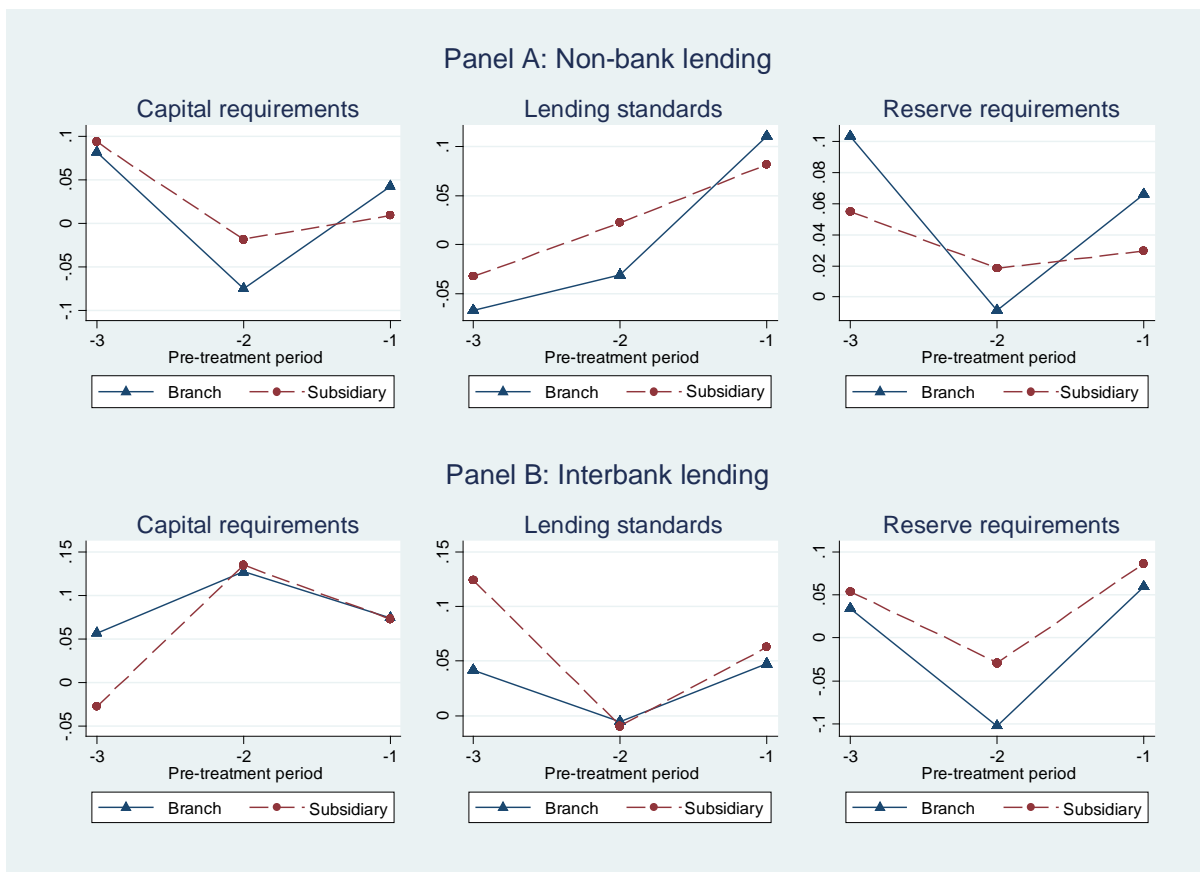 Panel A: Non-bank lending
Capital requirements
Lending standards
Reserve requirements
.1
.05
0
-.05
-.1
-3
-2
-1
Pre-treatment period
Branch
Subsidiary
.1
.05
0
-.05
-3
-2
-1
Pre-treatment period
Branch
Subsidiary
.1
.08
.06
.04
.02
0
-3
-2
-1
Pre-treatment period
Branch
Subsidiary
Panel B: Interbank lending
Capital requirements
Lending standards
Reserve requirements
.15
.1
.05
0
-.05
-3
-2
-1
Pre-treatment period
Branch
Subsidiary
.15
.1
.05
0
-3
-2
-1
Pre-treatment period
Branch
Subsidiary
.1
.05
0
-.05
-.1
-3
-2
-1
Pre-treatment period
Branch
Subsidiary